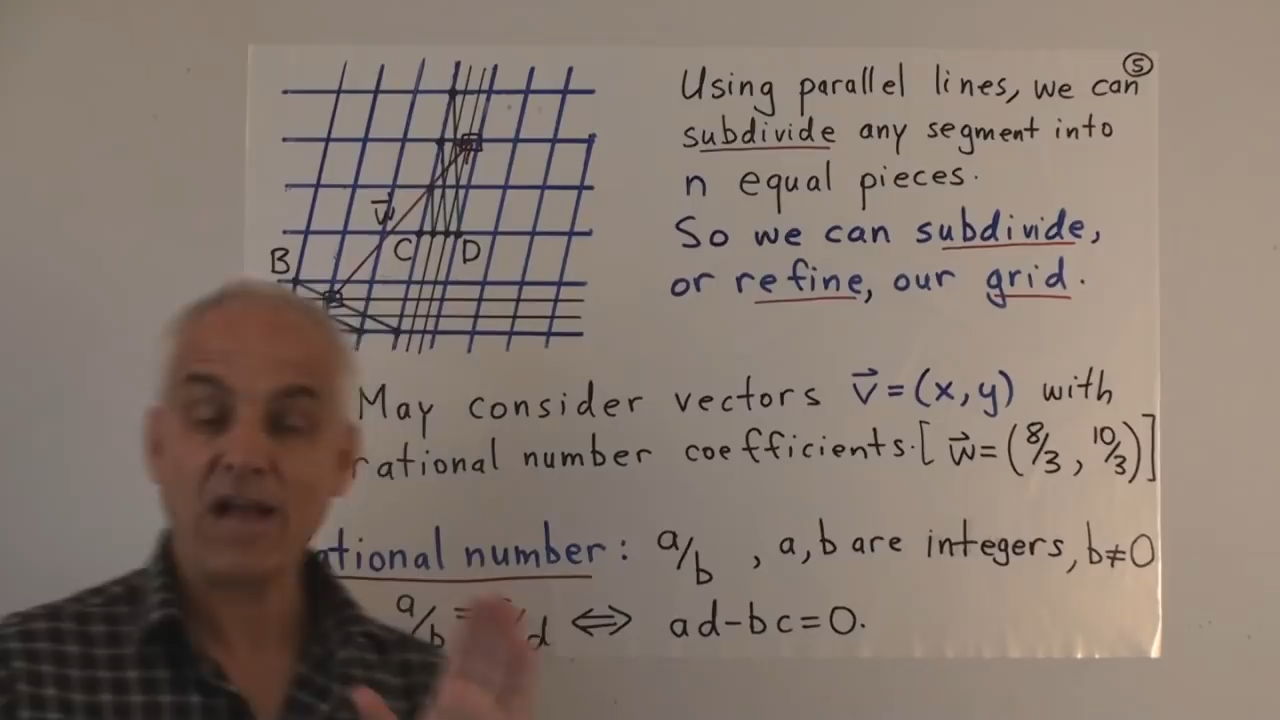 ⑤
Using parallel lines, we can
subdivide any segment into
n equal pieces.
So we can subdivide,
or refine, our grid.
w⃗
B
C
D
May consider vectors v⃗=(x,y) with
rational number coefficients.[w⃗=(8/3, 10/3)]
ational number: a/b, a,b are integers, b≠0
a/b = /d ⇔ ad-bc=0.